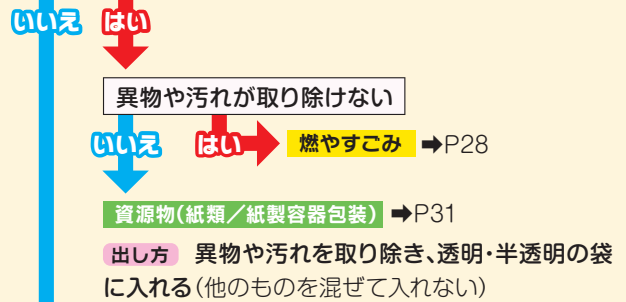 いいえ はい
異物や汚れが取り除けない
いいえ はい 燃やすごみ ➡P28
資源物(紙類/紙製容器包装) ➡P31
出し方 異物や汚れを取り除き、透明・半透明の袋
に入れる(他のものを混ぜて入れない)